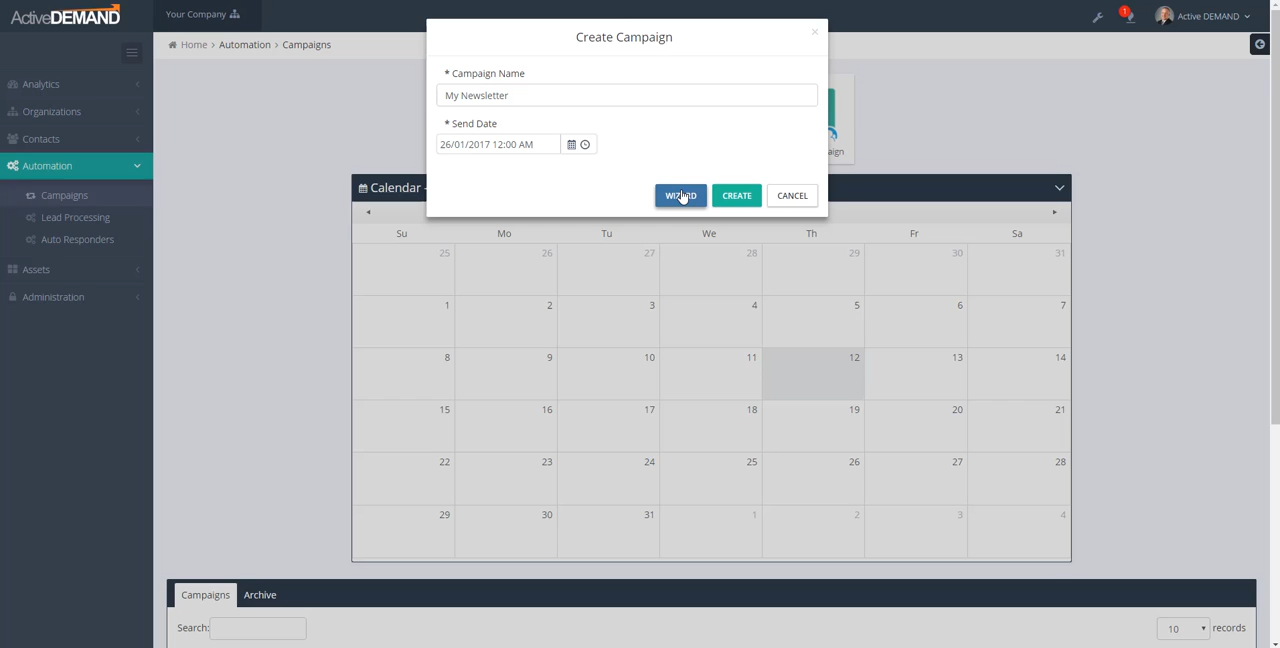 ActiveDEMAND
Your Company
1
Active DEMAND
Home > Automation > Campaigns
Analytics
Organizations
Contacts
Automation
Campaigns
Lead Processing
Auto Responders
Assets
Administration
Create Campaign
×
* Campaign Name
My Newsletter
* Send Date
26/01/2017 12:00 AM
CREATE
CANCEL
aign
Calendar -
Su Mo Tu We Th Fr Sa
25 26 27 28 29 30 31
1 2 3 4 5 6 7
8 9 10 11 12 13 14
15 16 17 18 19 20 21
22 23 24 25 26 27 28
29 30 31 1 2 3 4
Campaigns Archive
Search:
10 records